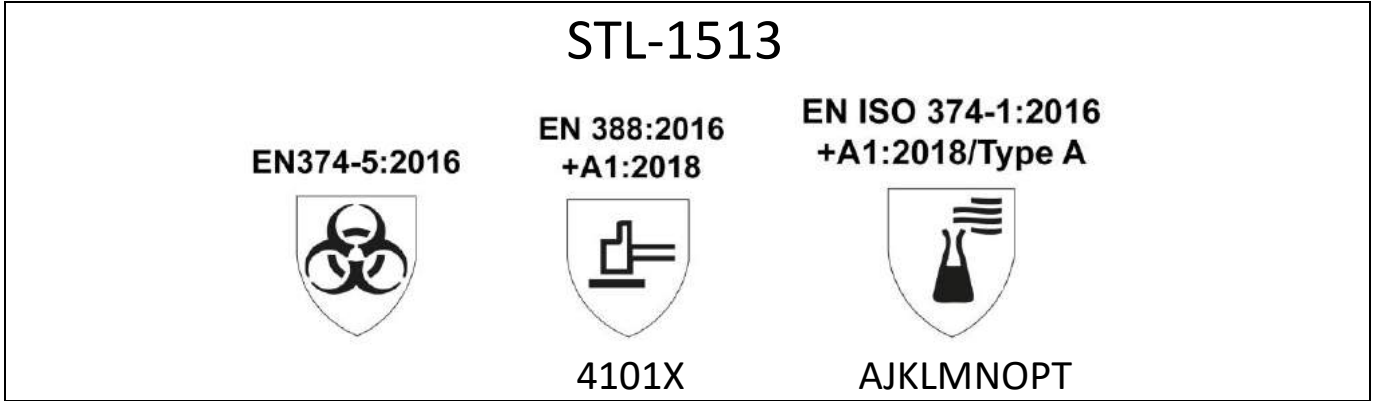 STL-1513
EN374-5:2016
EN 388:2016
+A1:2018
EN ISO 374-1:2016
+A1:2018/Type A
4101X
AJKLMNOPT